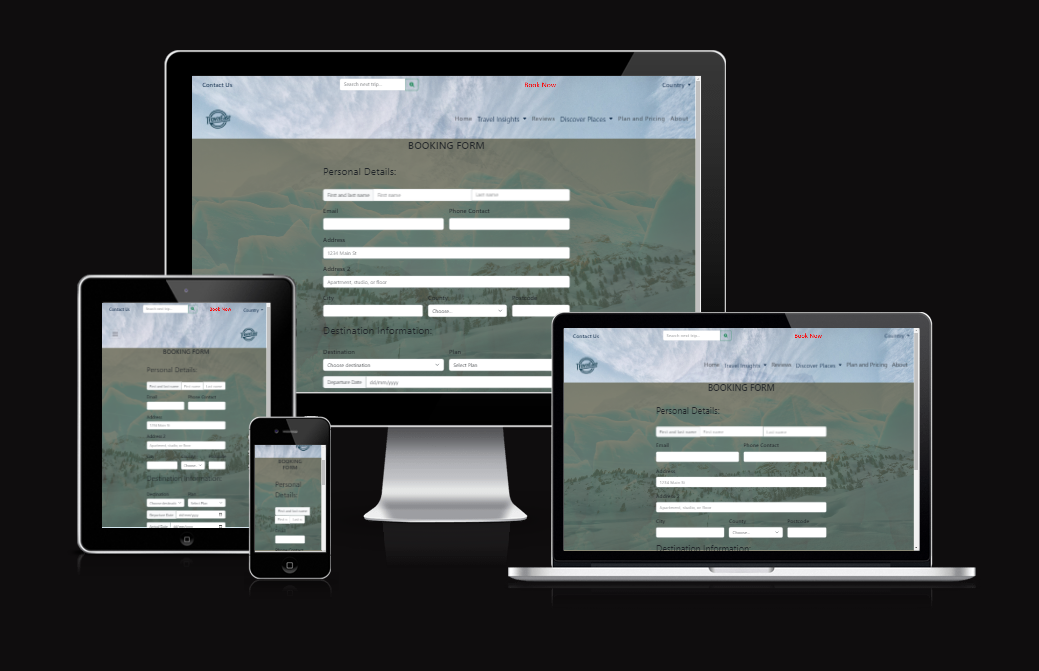 Contact Us Search next trip... Book Now Country
Home Travel Insights Reviews Discover Places Plan and Pricing About
BOOKING FORM
Personal Details:
First and last name First name Last name
Email Phone Contact
Address
1234 Main St
Address 2
Apartment, studio, or floor
City Country Postcode
Choose...
Destination Information:
Destination Plan
Choose destination Select Plan
Departure Date dd/mm/yyyy
Contact Us Search next trip... Book Now Country
BOOKING FORM
Personal Details:
First and last name First name Last name
Email Phone Contact
Address
1234 Main St
Address 2
Apartment, studio, or floor
City
Choose...
Destination Information:
Destination Plan
Choose destination Select Plan
Departure Date dd/mm/yyyy
Arrival Date dd/mm/yyyy
BOOKING
FORM
Personal
Details:
First and last name
Contact Us Search next trip... Book Now Country
Home Travel Insights Reviews Discover Places Plan and Pricing About
BOOKING FORM
Personal Details:
First and last name First name Last name
Email Phone Contact
Address
1234 Main St
Address 2
Apartment, studio, or floor
City County Postcode
Choose...
Destination Information: